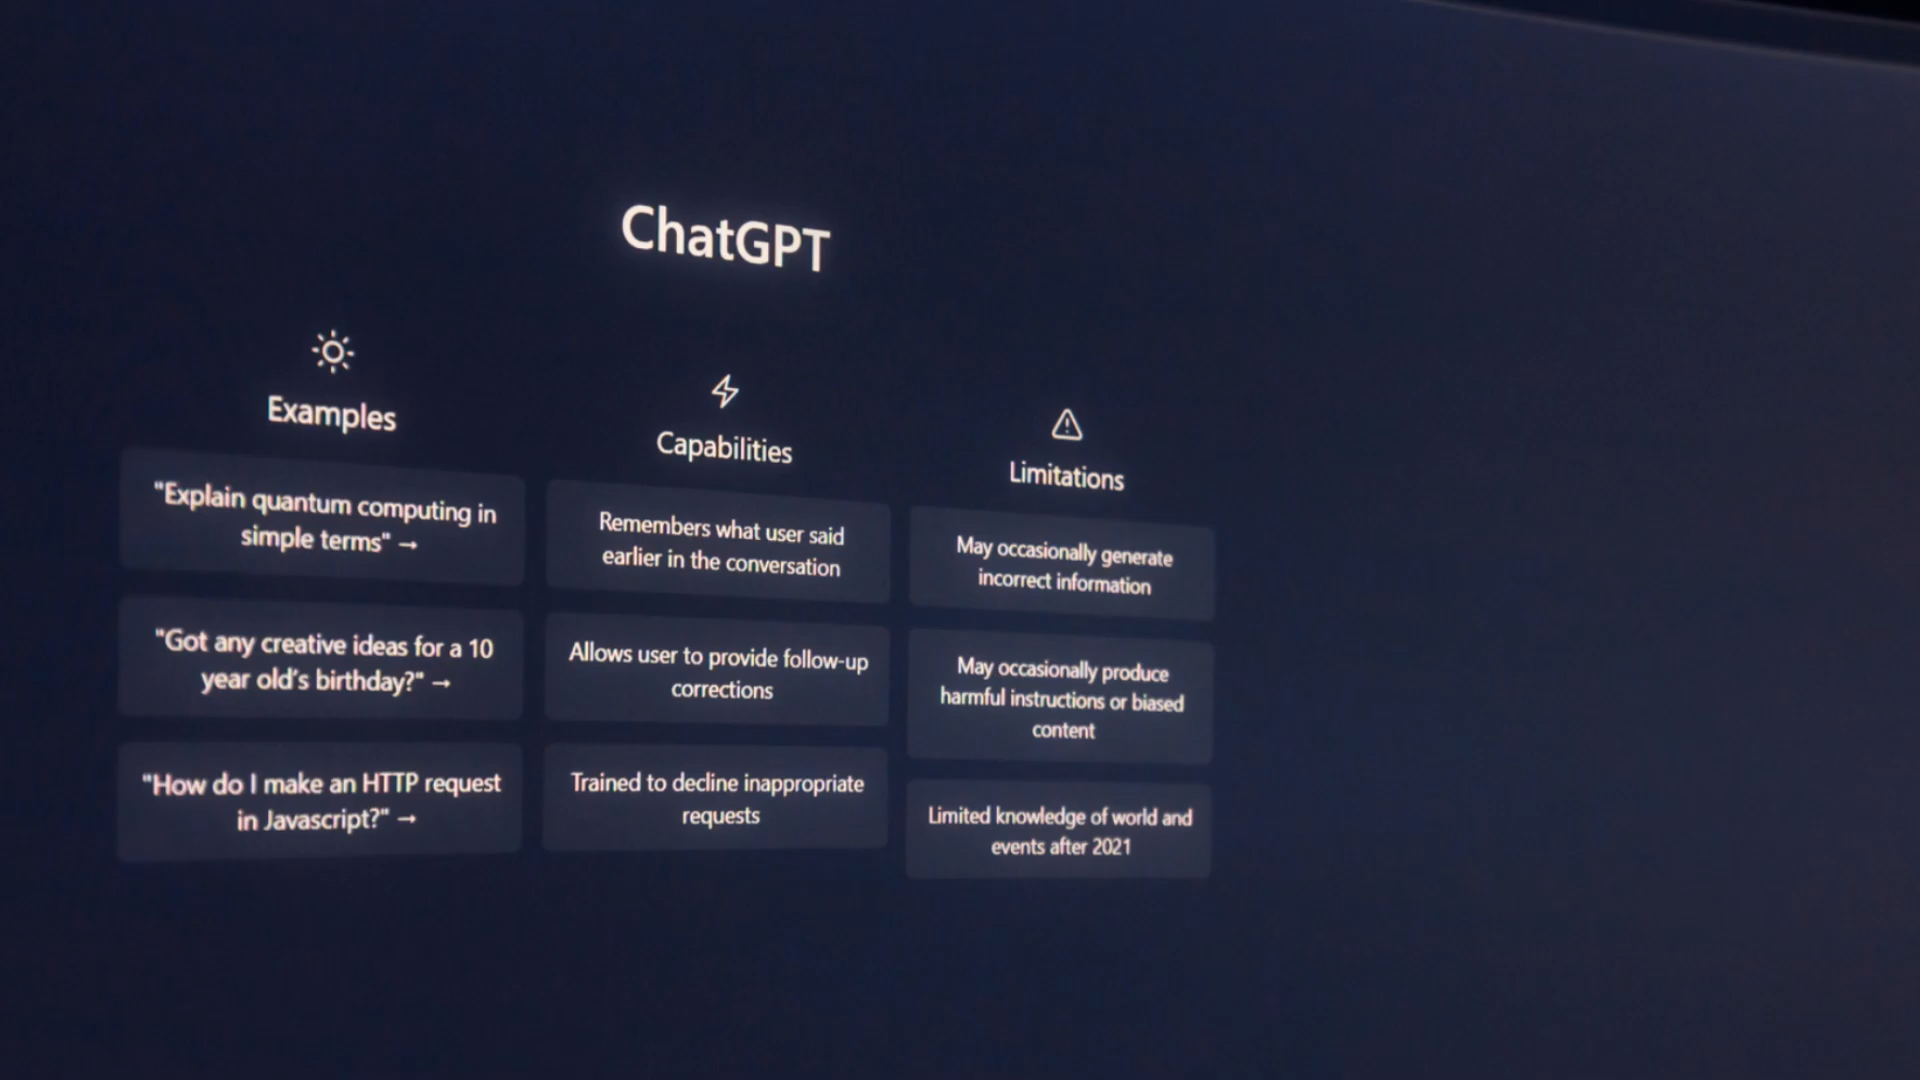 ChatGPT
Examples
"Explain quantum computing in
simple terms" →
"Got any creative ideas for a 10
year old's birthday?" →
"How do I make an HTTP request
in Javascript?" →
Capabilities
Remembers what user said
earlier in the conversation
Allows user to provide follow-up
corrections
Trained to decline inappropriate
requests
Limitations
May occasionally generate
incorrect information
May occasionally produce
harmful instructions or biased
content
Limited knowledge of world and
events after 2021